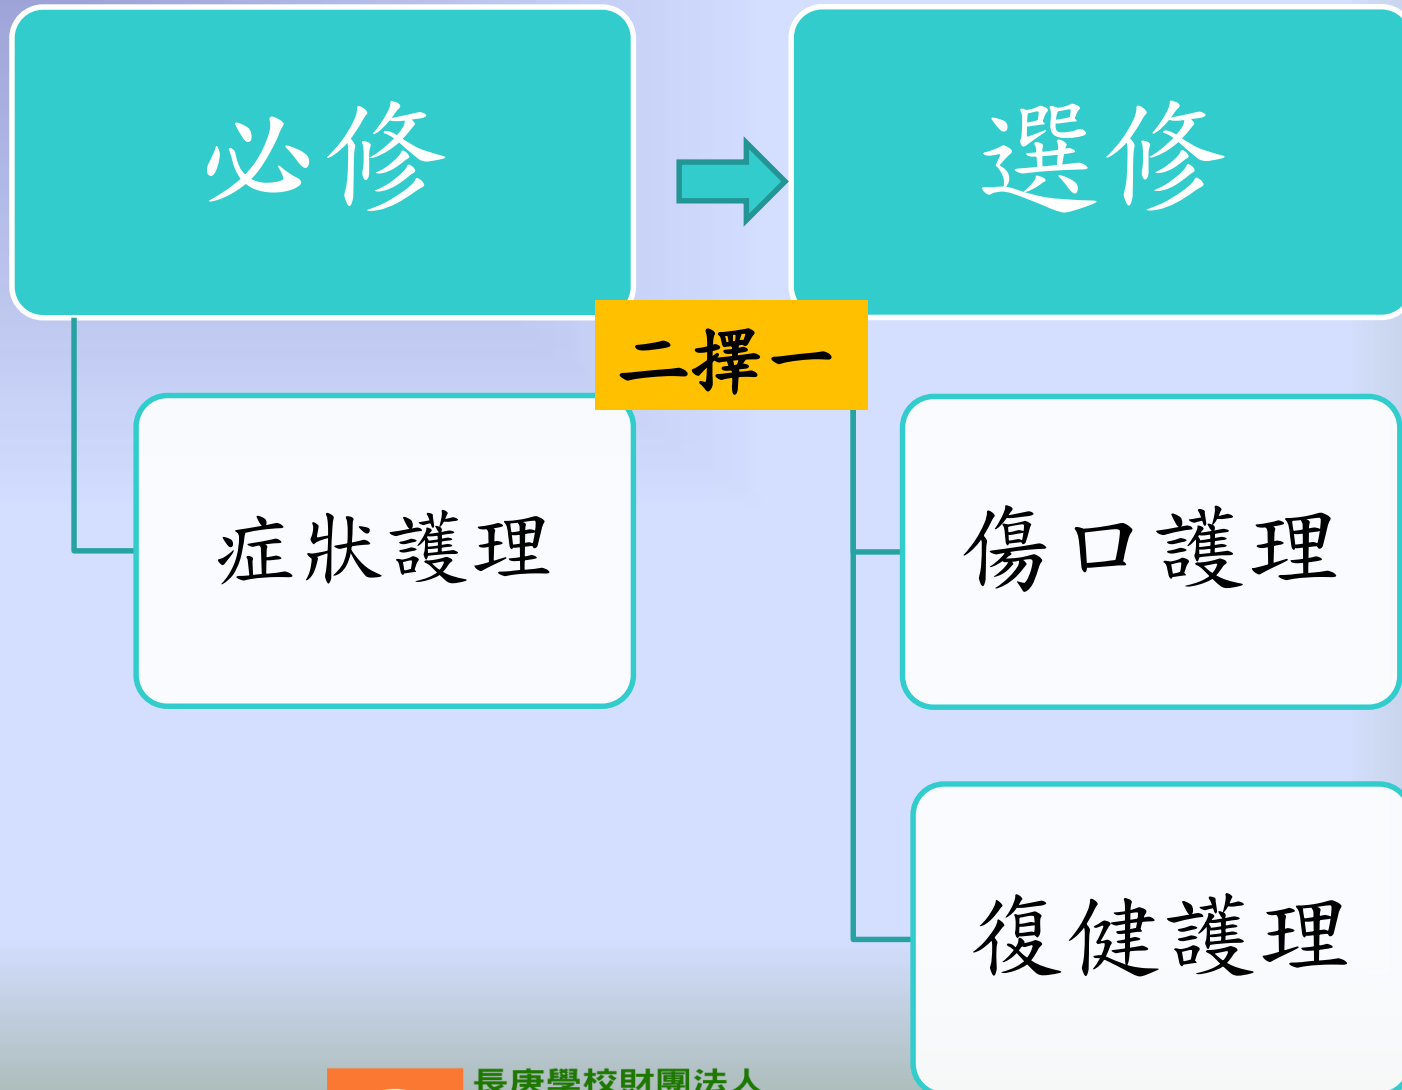 必修
選修
二擇一
症狀護理
傷口護理
復健護理
長庚學校財團法人